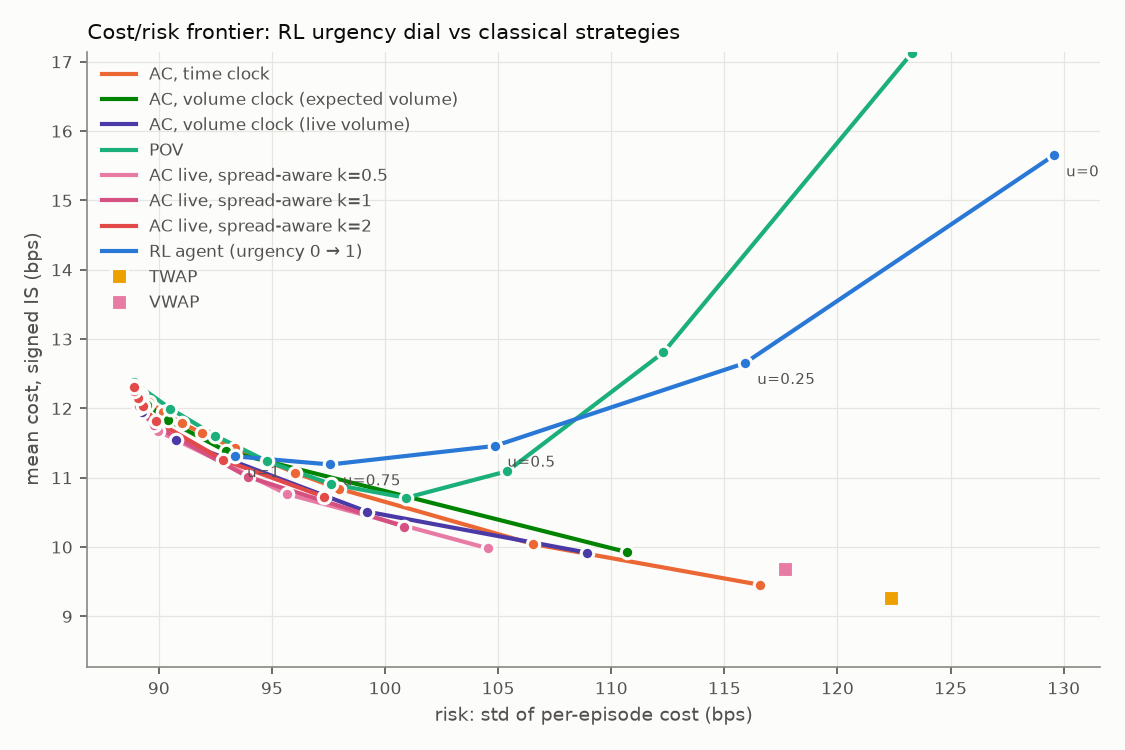 Cost/risk frontier: RL urgency dial vs classical strategies
17
16
15
14
13
12
11
10
9
mean cost, signed IS (bps)
AC, time clock
AC, volume clock (expected volume)
AC, volume clock (live volume)
POV
AC live, spread-aware k=0.5
AC live, spread-aware k=1
AC live, spread-aware k=2
RL agent (urgency 0 → 1)
TWAP
VWAP
u=0
u=0.25
u=0.5
u=0.75
u=1
90
95
100
105
110
115
120
125
130
risk: std of per-episode cost (bps)